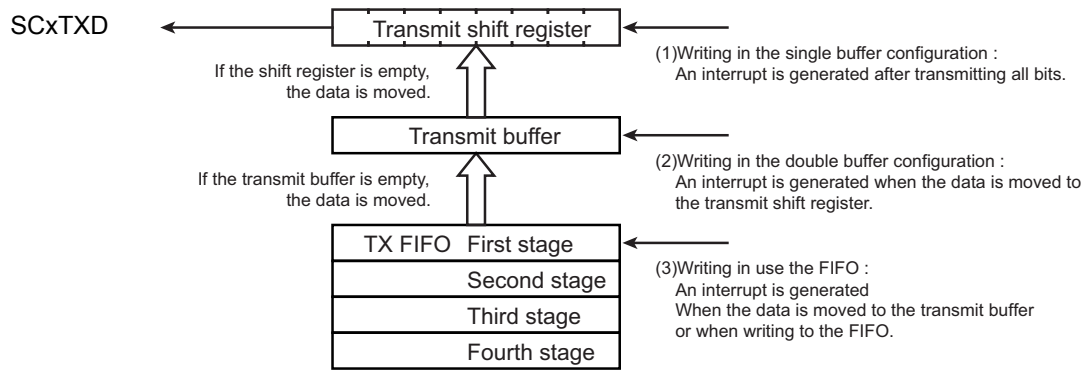 SCxTXD
Transmit shift register
(1)Writing in the single buffer configuration :
An interrupt is generated after transmitting all bits.
If the shift register is empty,
the data is moved.
Transmit buffer
(2)Writing in the double buffer configuration :
An interrupt is generated when the data is moved to
the transmit shift register.
If the transmit buffer is empty,
the data is moved.
TX FIFO First stage
Second stage
Third stage
Fourth stage
(3)Writing in use the FIFO :
An interrupt is generated
When the data is moved to the transmit buffer
or when writing to the FIFO.